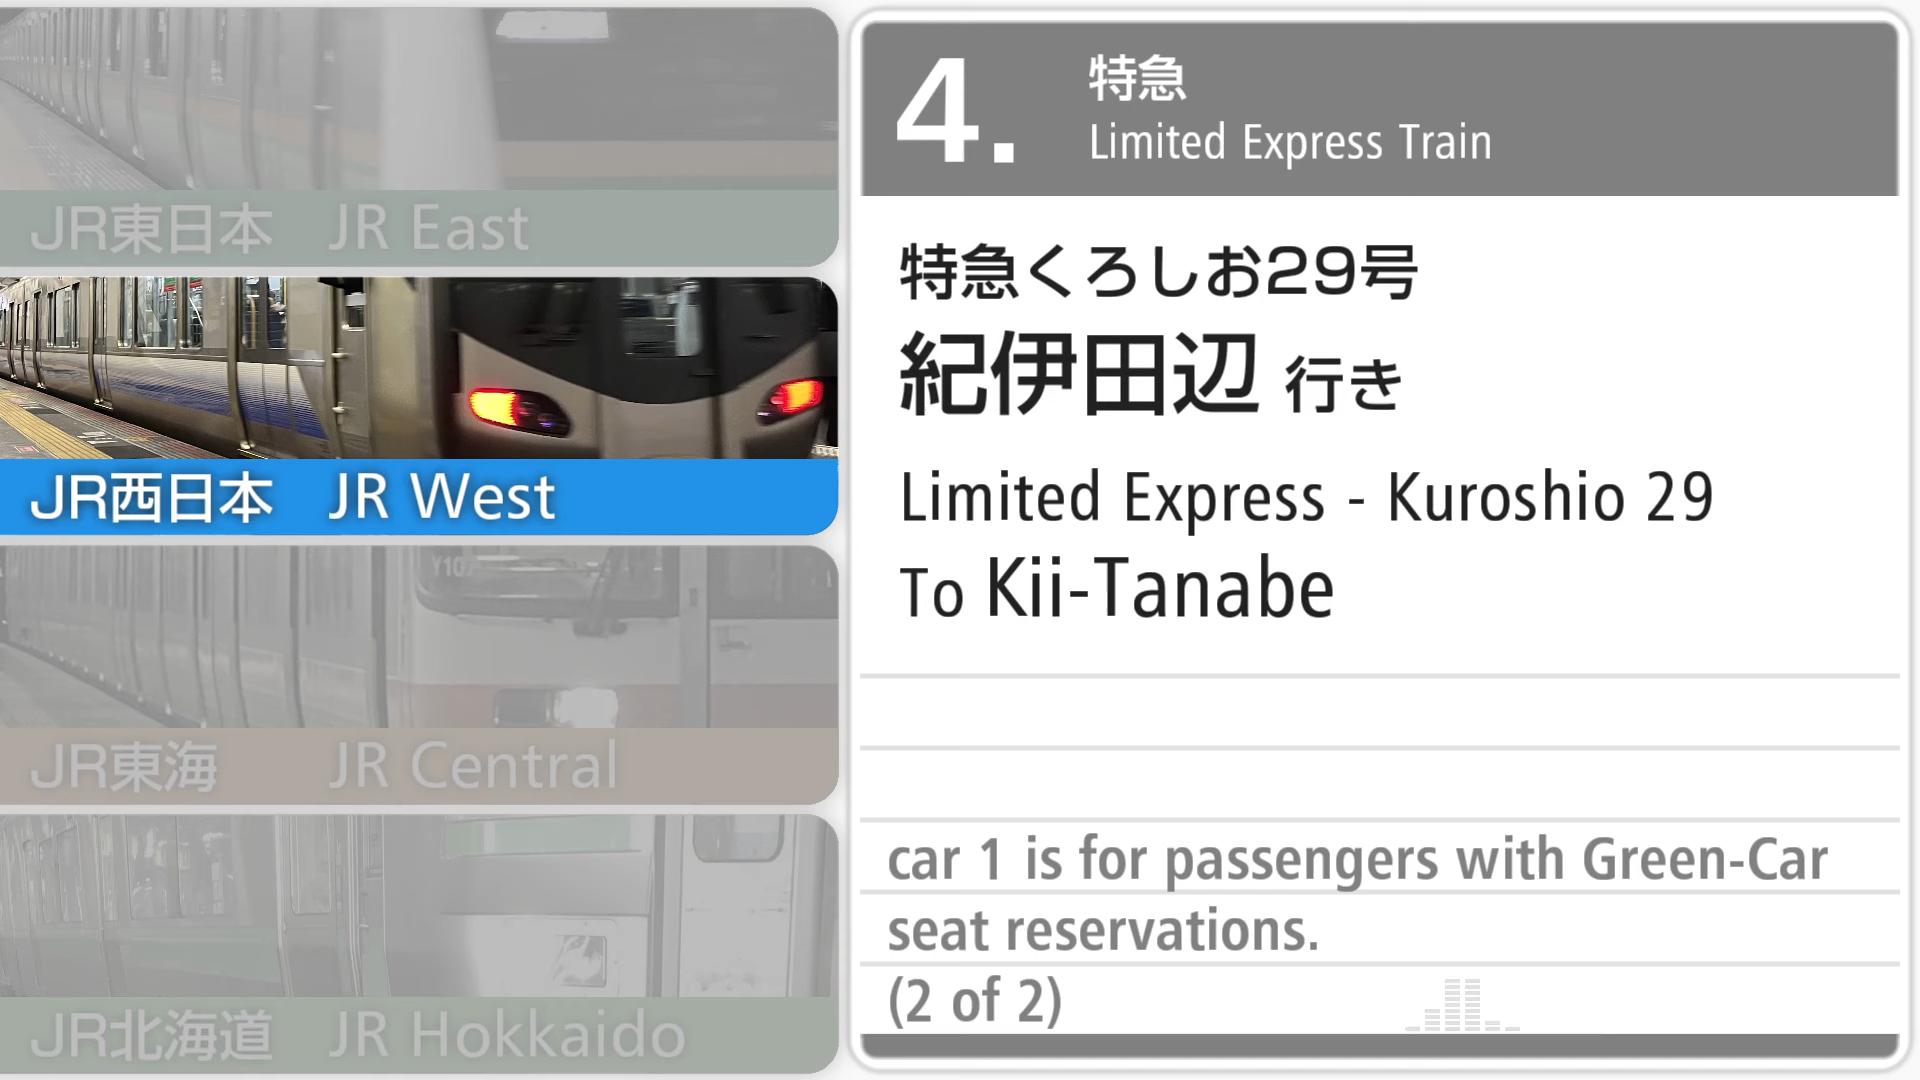 JR東日本 JR East
JR西日本 JR West
Y107
JR東海 JR Central
JR北海道 JR Hokkaido
4. 特急
Limited Express Train
特急くろしお29号
紀伊田辺 行き
Limited Express - Kuroshio 29
To Kii-Tanabe
car 1 is for passengers with Green-Car
seat reservations.
(2 of 2)